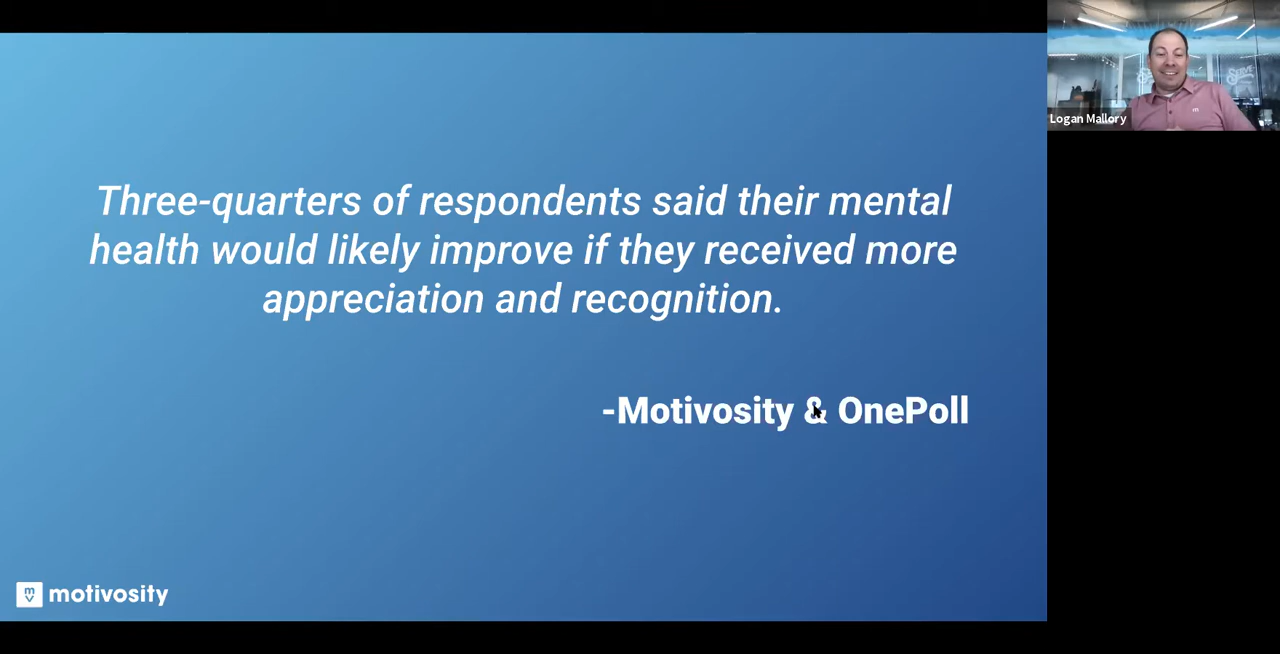 Three-quarters of respondents said their mental
health would likely improve if they received more
appreciation and recognition.
-Motivosity & OnePoll
motivosity
Logan Mallory